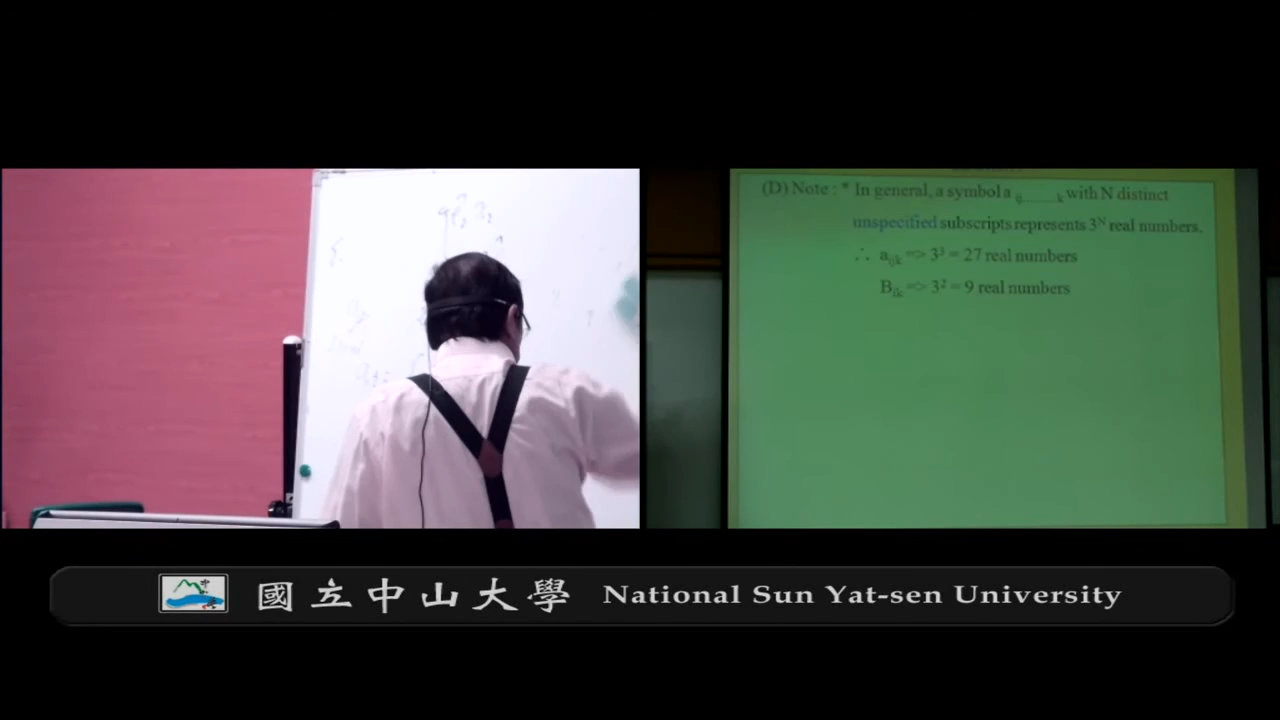 (D) Note : * In general, a symbol a ij.........k with N distinct
unspecified subscripts represents 3ᴺ real numbers.
∴ aijk => 3³ = 27 real numbers
Bik => 3² = 9 real numbers
國立中山大學 National Sun Yat-sen University